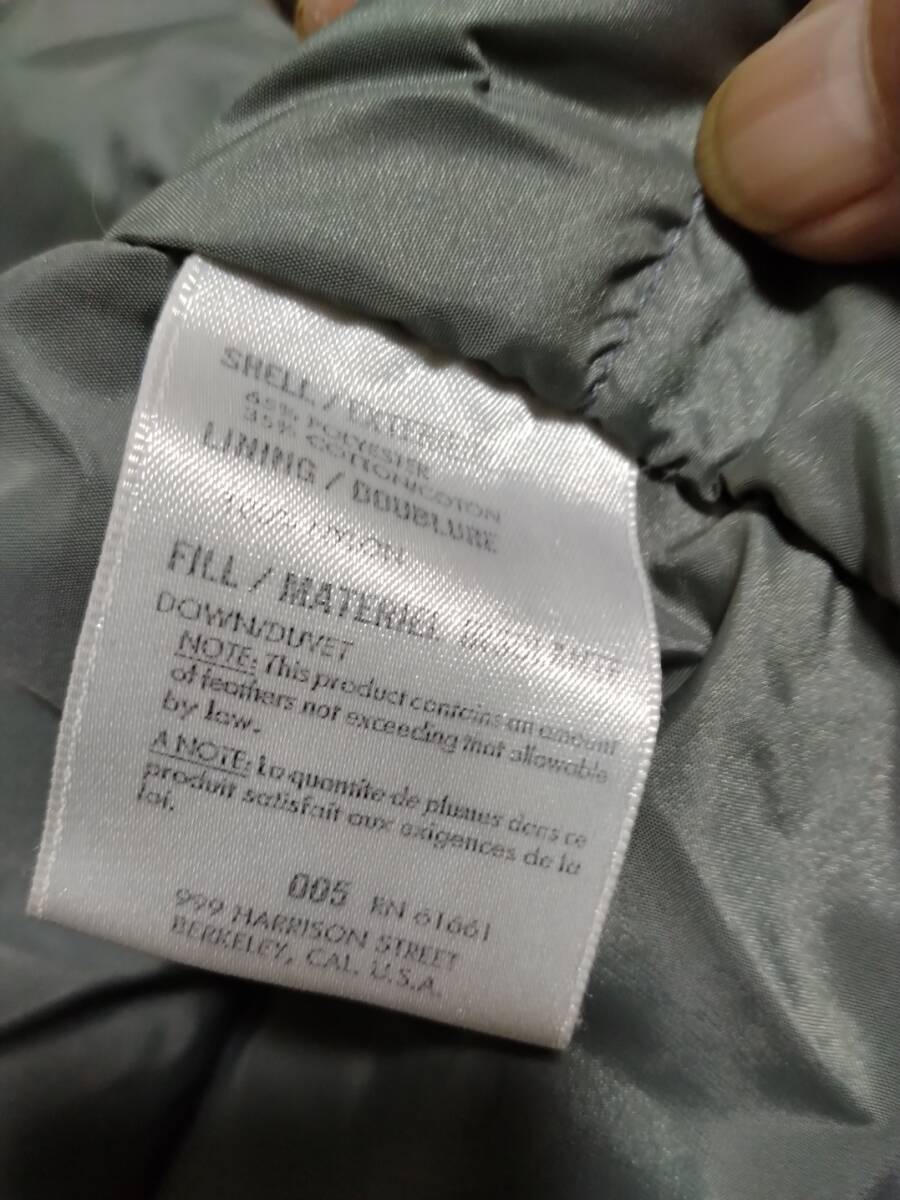 SHELL / EXTERIEUR
65% POLYESTER
35% COTTON/COTON
LINING / DOUBLURE
100% NYLON
FILL / MATERIEL
DOWN/DUVET
NOTE: This product contains an amount
of feathers not exceeding that allowable
by law.
A NOTE: La quantite de plumes dans ce
produit satisfait aux exigences de la
loi.
005 RN 61661
999 HARRISON STREET
BERKELEY, CAL. U.S.A.